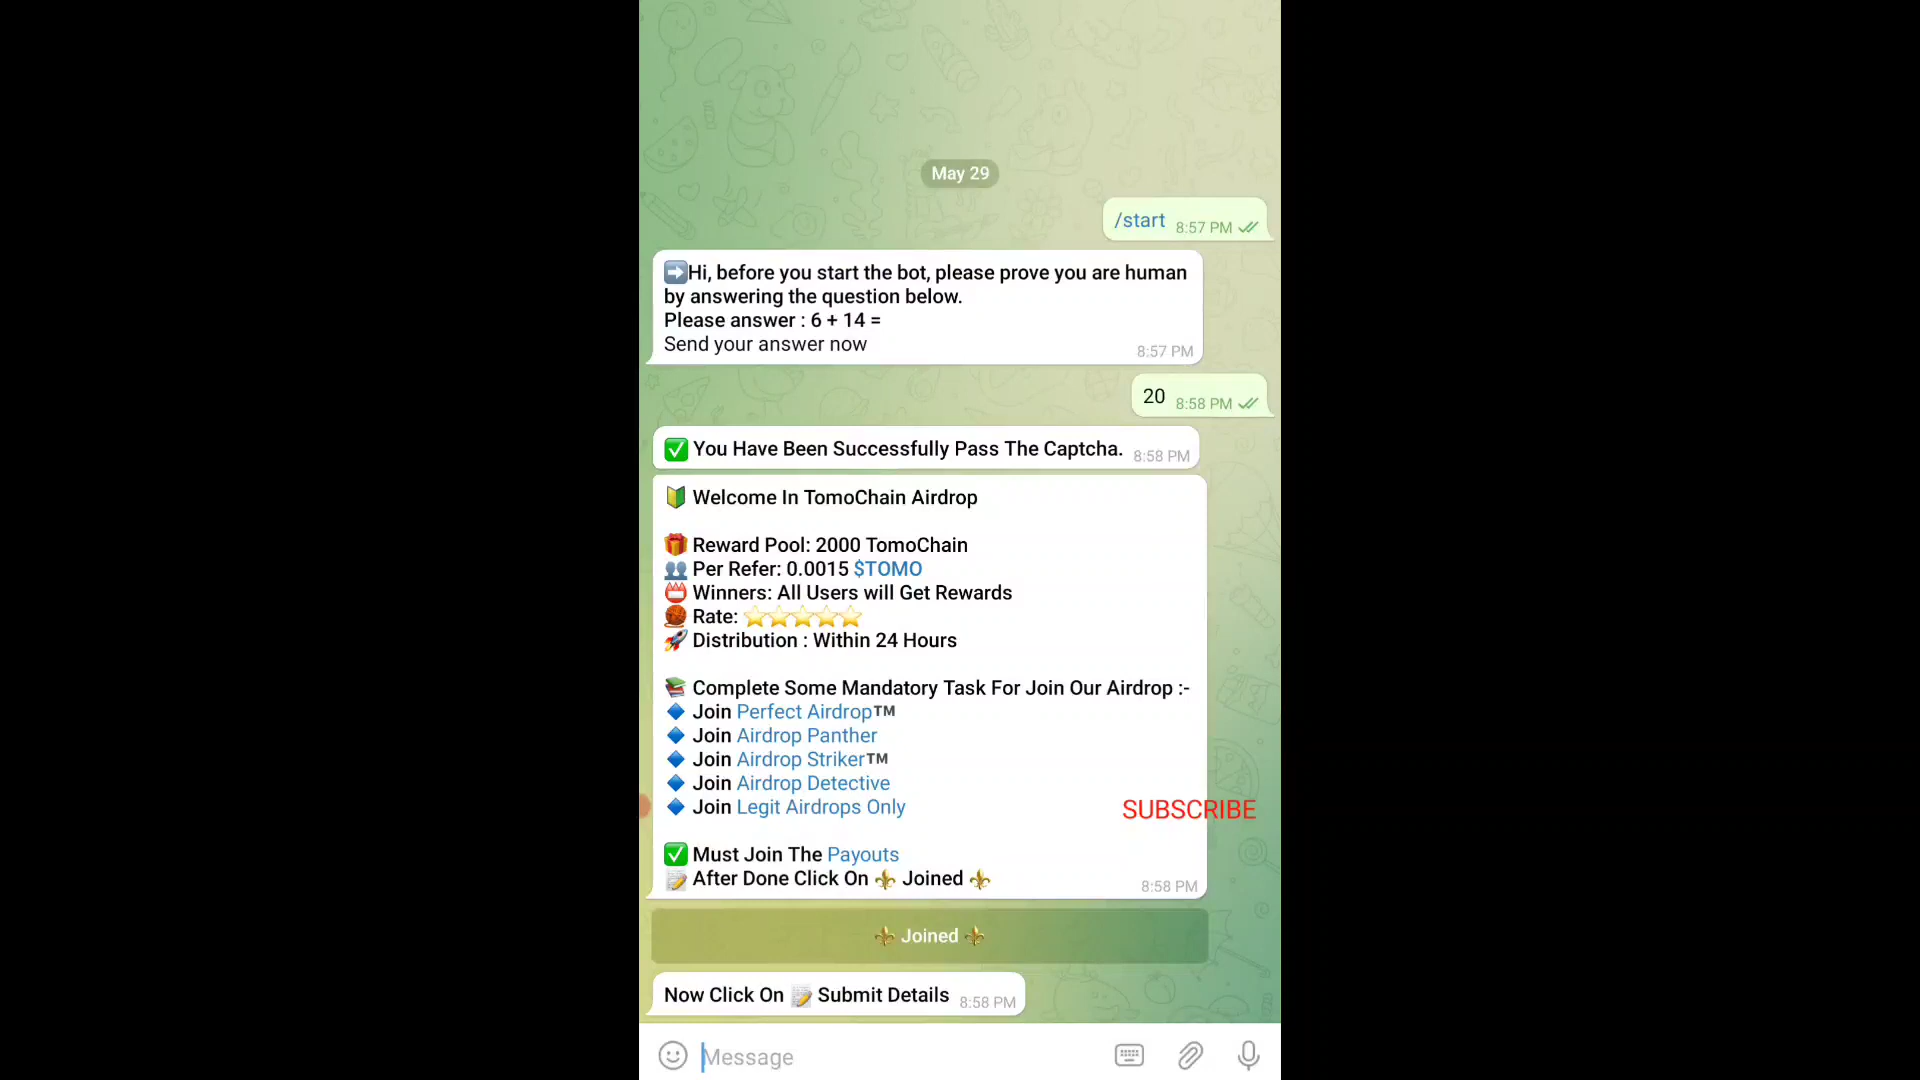 May 29
/start 8:57 PM
➡️Hi, before you start the bot, please prove you are human
by answering the question below.
Please answer : 6 + 14 =
Send your answer now
8:57 PM
20 8:58 PM
✅ You Have Been Successfully Pass The Captcha. 8:58 PM
🔰 Welcome In TomoChain Airdrop
🎁 Reward Pool: 2000 TomoChain
👥 Per Refer: 0.0015 $TOMO
📛 Winners: All Users will Get Rewards
🧶 Rate: ⭐⭐⭐⭐⭐
🚀 Distribution : Within 24 Hours
📚 Complete Some Mandatory Task For Join Our Airdrop :-
🔹 Join Perfect Airdrop™
🔹 Join Airdrop Panther
🔹 Join Airdrop Striker™
🔹 Join Airdrop Detective
🔹 Join Legit Airdrops Only
SUBSCRIBE
✅ Must Join The Payouts
📝 After Done Click On ⚜️ Joined ⚜️
8:58 PM
⚜️ Joined ⚜️
Now Click On 📝 Submit Details 8:58 PM
Message